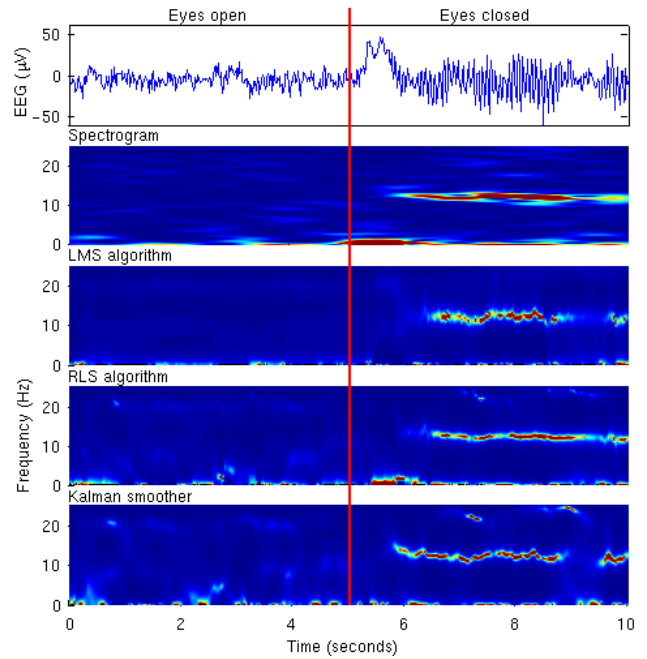 Eyes open Eyes closed
EEG (µV)
50
0
−50
Spectrogram
20
10
0
LMS algorithm
20
10
0
RLS algorithm
20
10
0
Kalman smoother
20
10
0
Frequency (Hz)
0 2 4 6 8 10
Time (seconds)